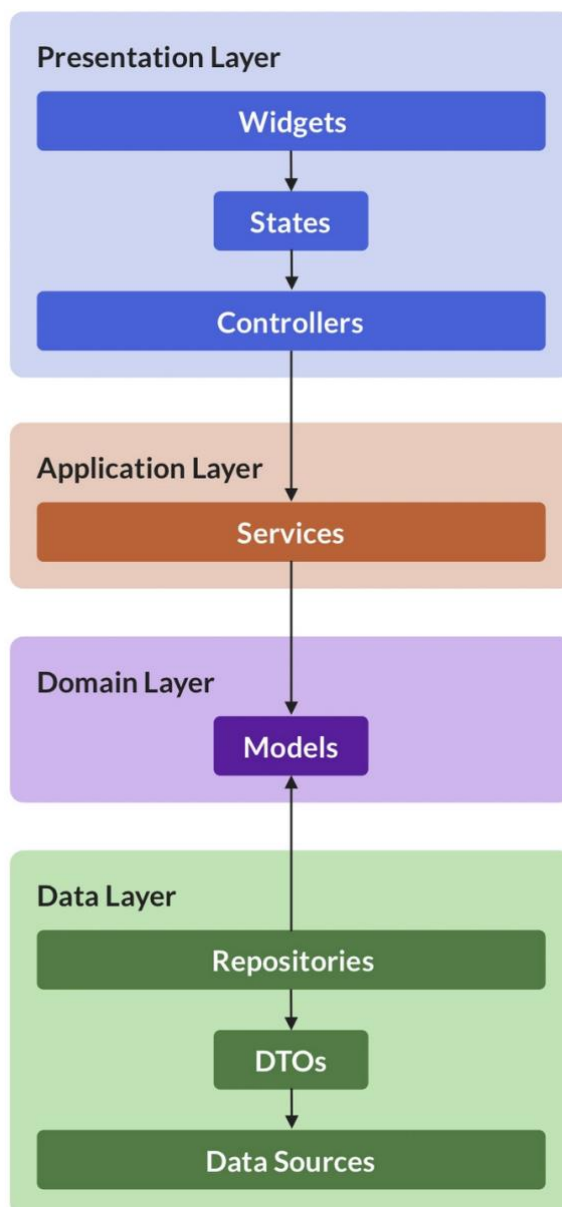 Presentation Layer
Widgets
States
Controllers
Application Layer
Services
Domain Layer
Models
Data Layer
Repositories
DTOs
Data Sources